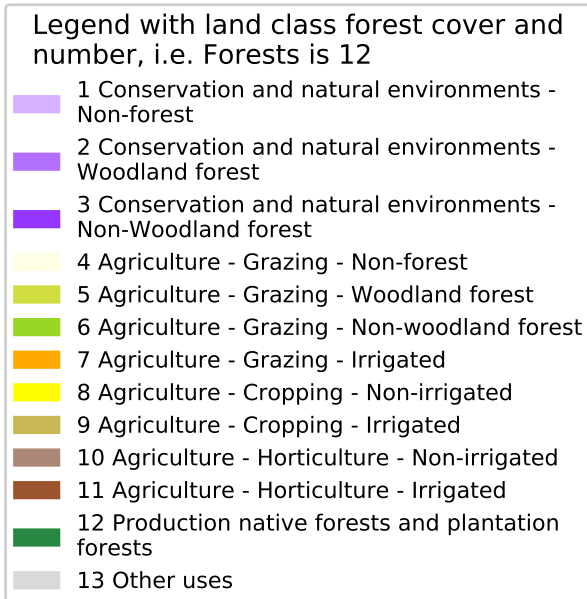 Legend with land class forest cover and
number, i.e. Forests is 12
1 Conservation and natural environments -
Non-forest
2 Conservation and natural environments -
Woodland forest
3 Conservation and natural environments -
Non-Woodland forest
4 Agriculture - Grazing - Non-forest
5 Agriculture - Grazing - Woodland forest
6 Agriculture - Grazing - Non-woodland forest
7 Agriculture - Grazing - Irrigated
8 Agriculture - Cropping - Non-irrigated
9 Agriculture - Cropping - Irrigated
10 Agriculture - Horticulture - Non-irrigated
11 Agriculture - Horticulture - Irrigated
12 Production native forests and plantation
forests
13 Other uses